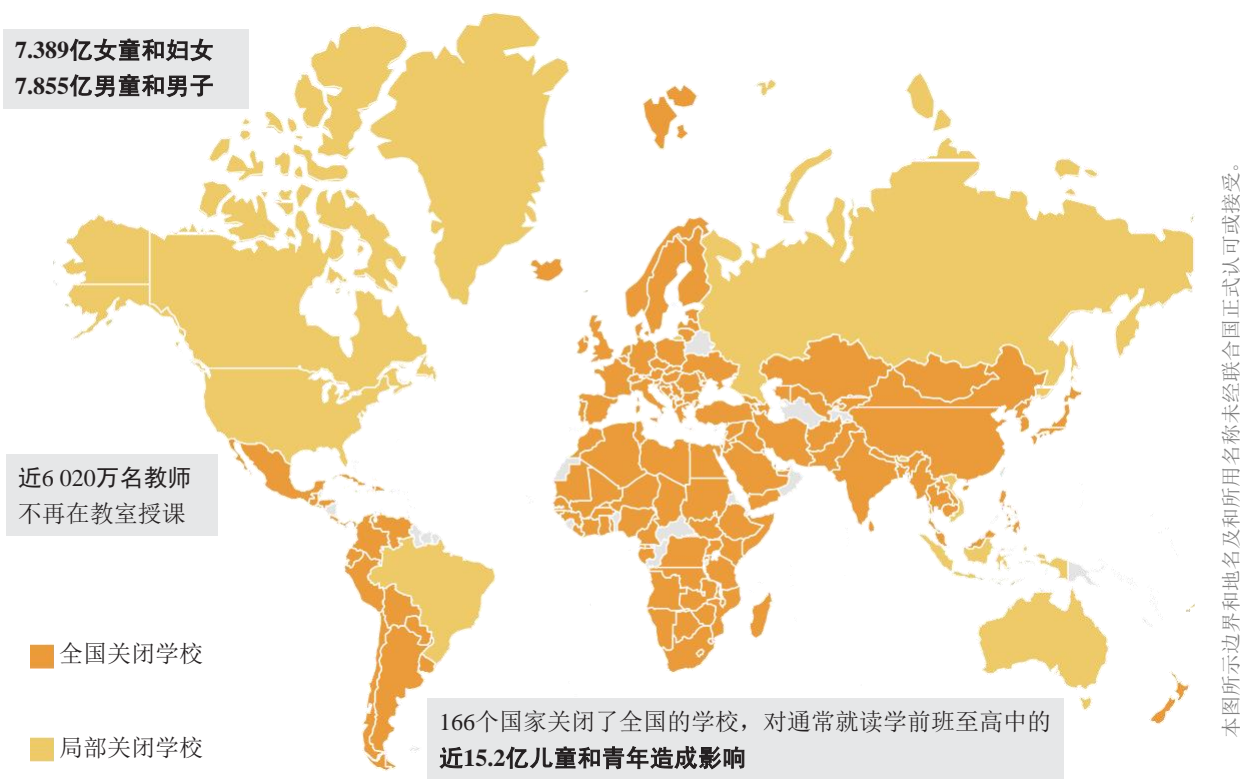 7.389亿女童和妇女
7.855亿男童和男子
近6 020万名教师
不再在教室授课
全国关闭学校
局部关闭学校
166个国家关闭了全国的学校，对通常就读学前班至高中的
近15.2亿儿童和青年造成影响
本图所示边界和地名及和所用名称未经联合国正式认可或接受。